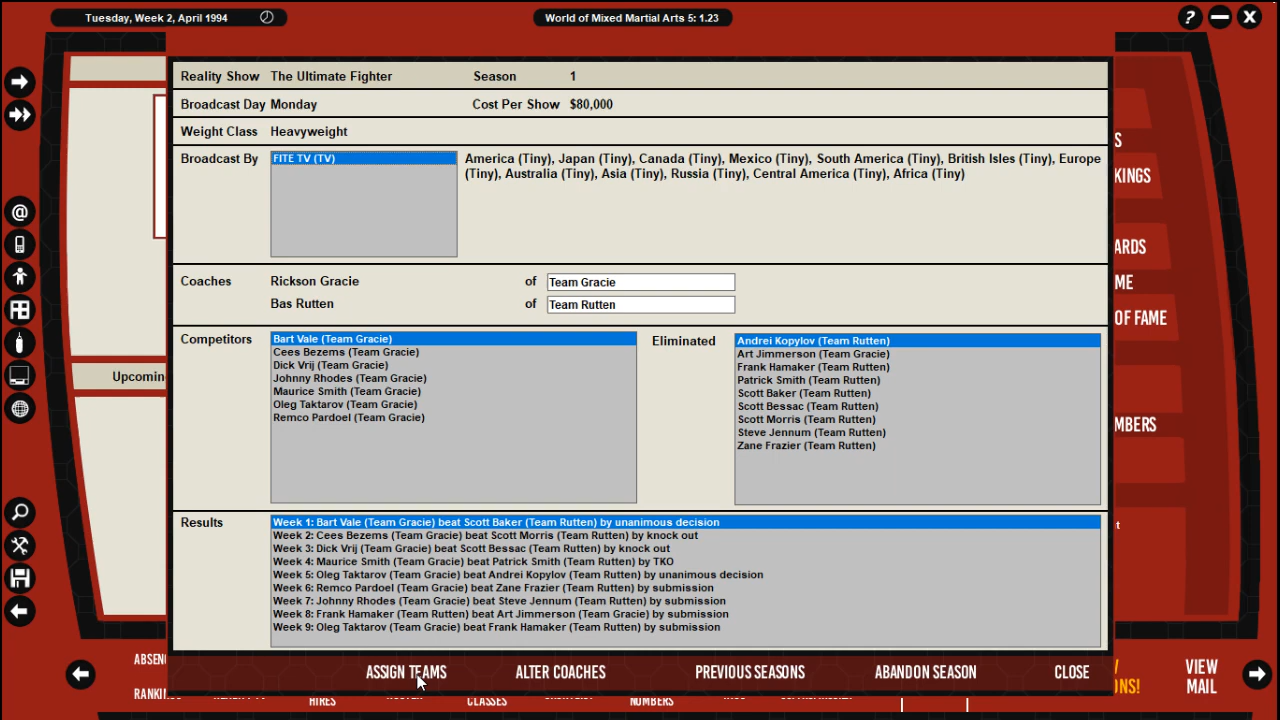 Tuesday, Week 2, April 1994
World of Mixed Martial Arts 5: 1.23
Reality Show The Ultimate Fighter Season 1
Broadcast Day Monday Cost Per Show $80,000
Weight Class Heavyweight
Broadcast By FITE TV (TV) America (Tiny), Japan (Tiny), Canada (Tiny), Mexico (Tiny), South America (Tiny), British Isles (Tiny), Europe
(Tiny), Australia (Tiny), Asia (Tiny), Russia (Tiny), Central America (Tiny), Africa (Tiny)
Coaches Rickson Gracie of Team Gracie
Bas Rutten of Team Rutten
Competitors
Bart Vale (Team Gracie)
Cees Bezems (Team Gracie)
Dick Vrij (Team Gracie)
Johnny Rhodes (Team Gracie)
Maurice Smith (Team Gracie)
Oleg Taktarov (Team Gracie)
Remco Pardoel (Team Gracie)
Eliminated
Andrei Kopylov (Team Rutten)
Art Jimmerson (Team Gracie)
Frank Hamaker (Team Rutten)
Patrick Smith (Team Rutten)
Scott Baker (Team Rutten)
Scott Bessac (Team Rutten)
Scott Morris (Team Rutten)
Steve Jennum (Team Rutten)
Zane Frazier (Team Rutten)
Results
Week 1: Bart Vale (Team Gracie) beat Scott Baker (Team Rutten) by unanimous decision
Week 2: Cees Bezems (Team Gracie) beat Scott Morris (Team Rutten) by knock out
Week 3: Dick Vrij (Team Gracie) beat Scott Bessac (Team Rutten) by knock out
Week 4: Maurice Smith (Team Gracie) beat Patrick Smith (Team Rutten) by TKO
Week 5: Oleg Taktarov (Team Gracie) beat Andrei Kopylov (Team Rutten) by unanimous decision
Week 6: Remco Pardoel (Team Gracie) beat Zane Frazier (Team Rutten) by submission
Week 7: Johnny Rhodes (Team Gracie) beat Steve Jennum (Team Rutten) by submission
Week 8: Frank Hamaker (Team Rutten) beat Art Jimmerson (Team Gracie) by submission
Week 9: Oleg Taktarov (Team Gracie) beat Frank Hamaker (Team Rutten) by submission
ASSIGN TEAMS ALTER COACHES PREVIOUS SEASONS ABANDON SEASON CLOSE
Upcomin
S
KINGS
ARDS
ME
OF FAME
MBERS
t
ABSEN
RANKIN
HIRES
CLASSES
NUMBERS
NS!
VIEW
MAIL